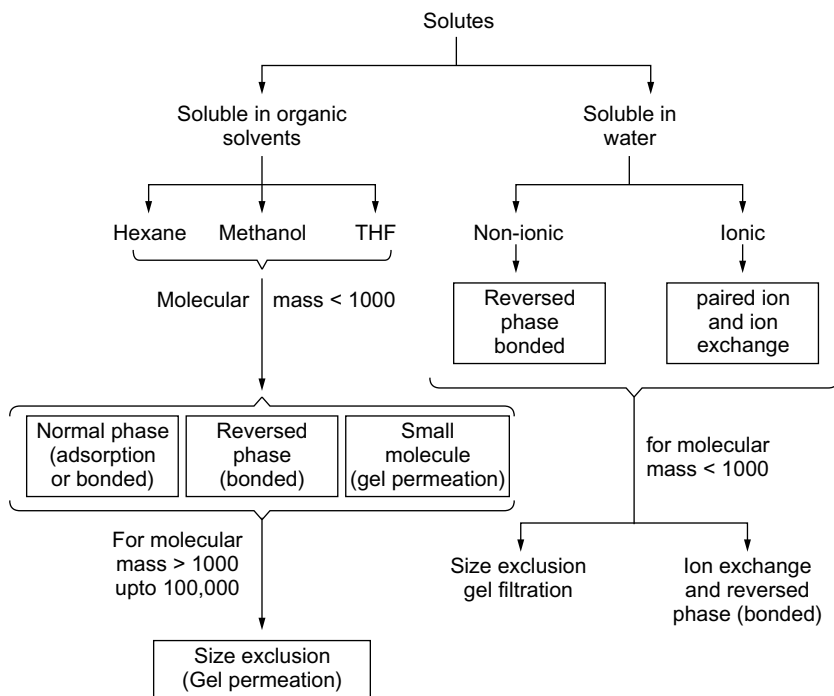 Solutes
Soluble in organic
solvents
Soluble in
water
Hexane
Methanol
THF
Non-ionic
Ionic
Molecular mass < 1000
Reversed
phase
bonded
paired ion
and ion
exchange
Normal phase
(adsorption
or bonded)
Reversed
phase
(bonded)
Small
molecule
(gel permeation)
for molecular
mass < 1000
For molecular
mass > 1000
upto 100,000
Size exclusion
gel filtration
Ion exchange
and reversed
phase (bonded)
Size exclusion
(Gel permeation)